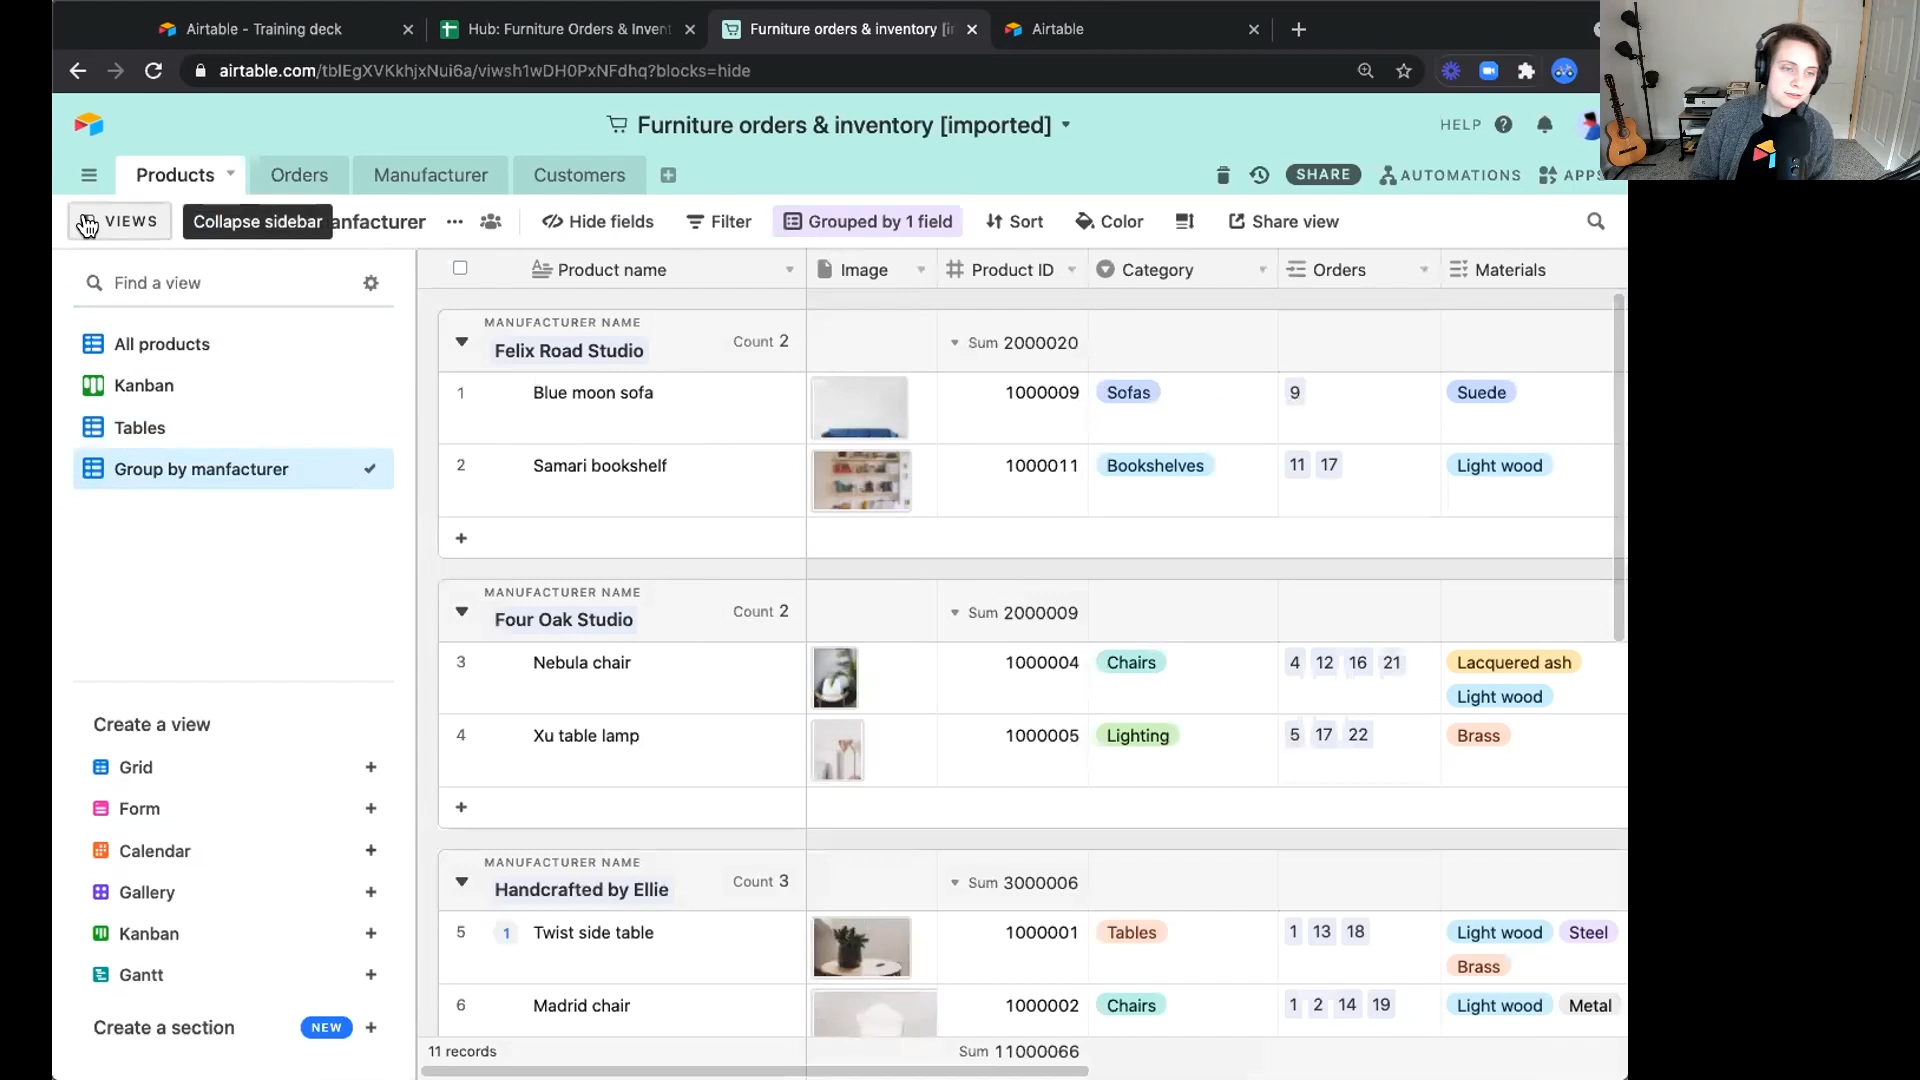 Airtable - Training deck
Hub: Furniture Orders & Invent
Furniture orders & inventory [i
Airtable
airtable.com/tblEgXVKkhjxNui6a/viwsh1wDH0PxNFdhq?blocks=hide
Furniture orders & inventory [imported]
HELP
Products
Orders
Manufacturer
Customers
SHARE
AUTOMATIONS
APPS
VIEWS
Collapse sidebar
anfacturer
Hide fields
Filter
Grouped by 1 field
Sort
Color
Share view
Find a view
All products
Kanban
Tables
Group by manfacturer
Create a view
Grid
Form
Calendar
Gallery
Kanban
Gantt
Create a section NEW
Product name
Image
Product ID
Category
Orders
Materials
MANUFACTURER NAME
Felix Road Studio
Count 2
Sum 2000020
1 Blue moon sofa 1000009 Sofas 9 Suede
2 Samari bookshelf 1000011 Bookshelves 11 17 Light wood
MANUFACTURER NAME
Four Oak Studio
Count 2
Sum 2000009
3 Nebula chair 1000004 Chairs 4 12 16 21 Lacquered ash
Light wood
4 Xu table lamp 1000005 Lighting 5 17 22 Brass
MANUFACTURER NAME
Handcrafted by Ellie
Count 3
Sum 3000006
5 1 Twist side table 1000001 Tables 1 13 18 Light wood Steel
Brass
6 Madrid chair 1000002 Chairs 1 2 14 19 Light wood Metal
11 records
Sum 11000066